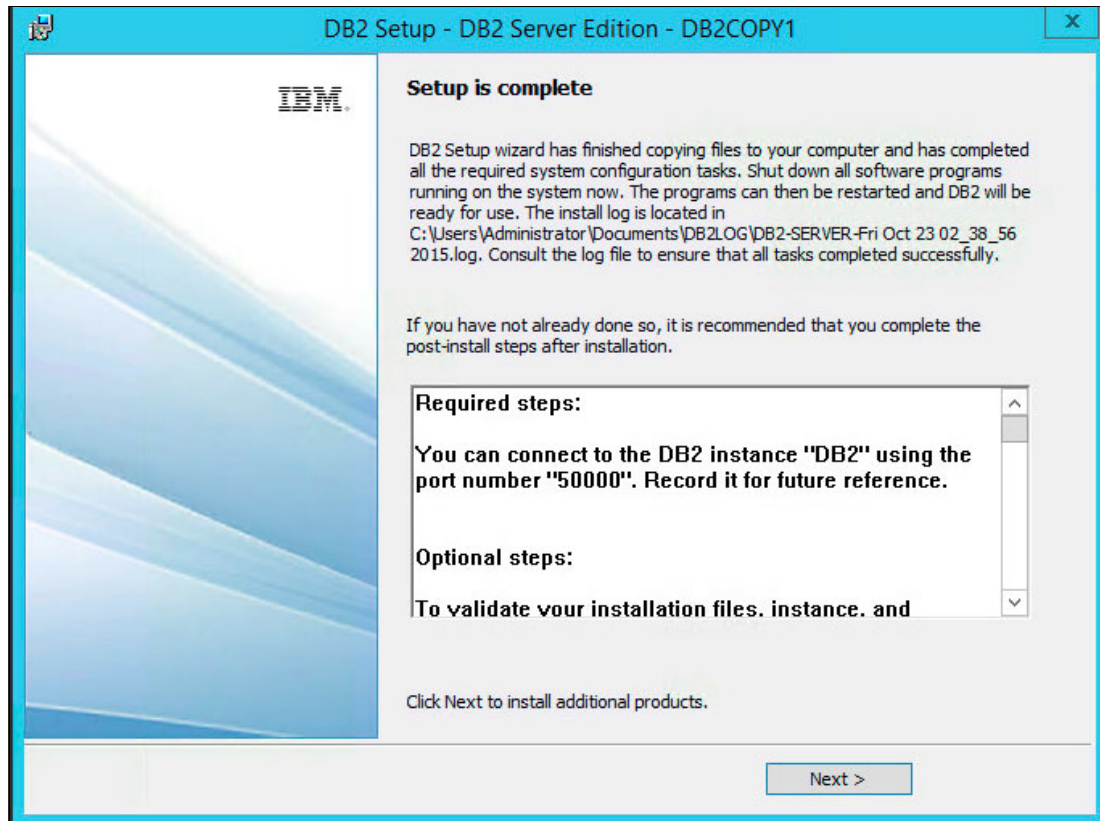 DB2 Setup - DB2 Server Edition - DB2COPY1
x
IBM.
Setup is complete
DB2 Setup wizard has finished copying files to your computer and has completed
all the required system configuration tasks. Shut down all software programs
running on the system now. The programs can then be restarted and DB2 will be
ready for use. The install log is located in
C:\Users\Administrator\Documents\DB2LOG\DB2-SERVER-Fri Oct 23 02_38_56
2015.log. Consult the log file to ensure that all tasks completed successfully.
If you have not already done so, it is recommended that you complete the
post-install steps after installation.
Required steps:
You can connect to the DB2 instance "DB2" using the
port number "50000". Record it for future reference.
Optional steps:
To validate your installation files, instance, and
Click Next to install additional products.
Next >